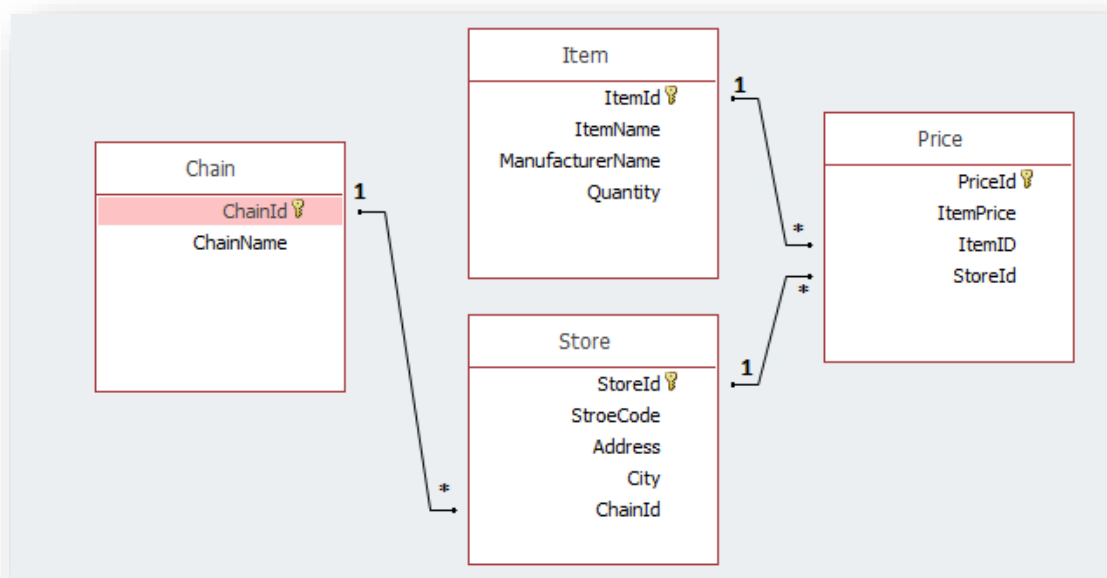 Chain
ChainId
ChainName
1
*
Item
ItemId
ItemName
ManufacturerName
Quantity
1
*
Store
StoreId
StroeCode
Address
City
ChainId
1
*
Price
PriceId
ItemPrice
ItemID
StoreId